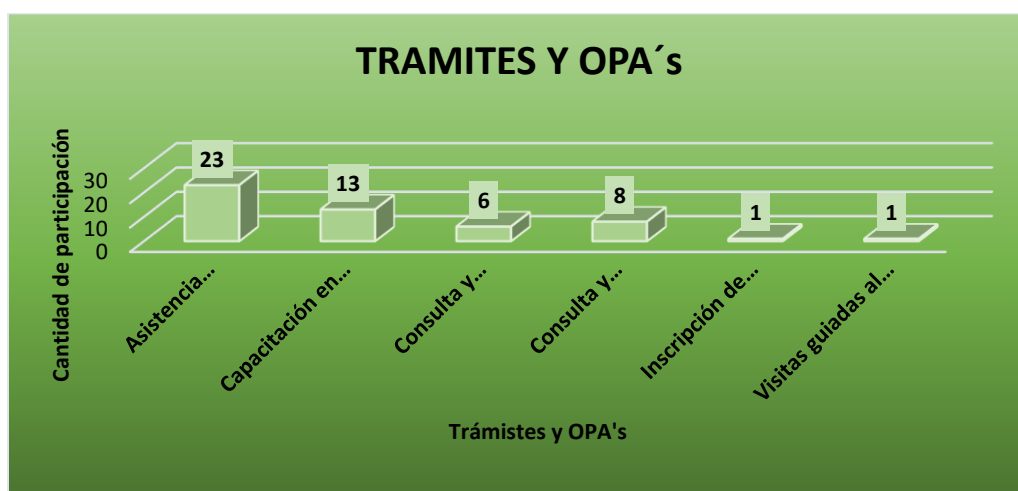 TRAMITES Y OPA´s
Cantidad de participación
30
20
10
0
23
13
6
8
1
1
Asistencia...
Capacitación en...
Consulta y...
Consulta y...
Inscripción de...
Visitas guiadas al...
Trámistes y OPA's